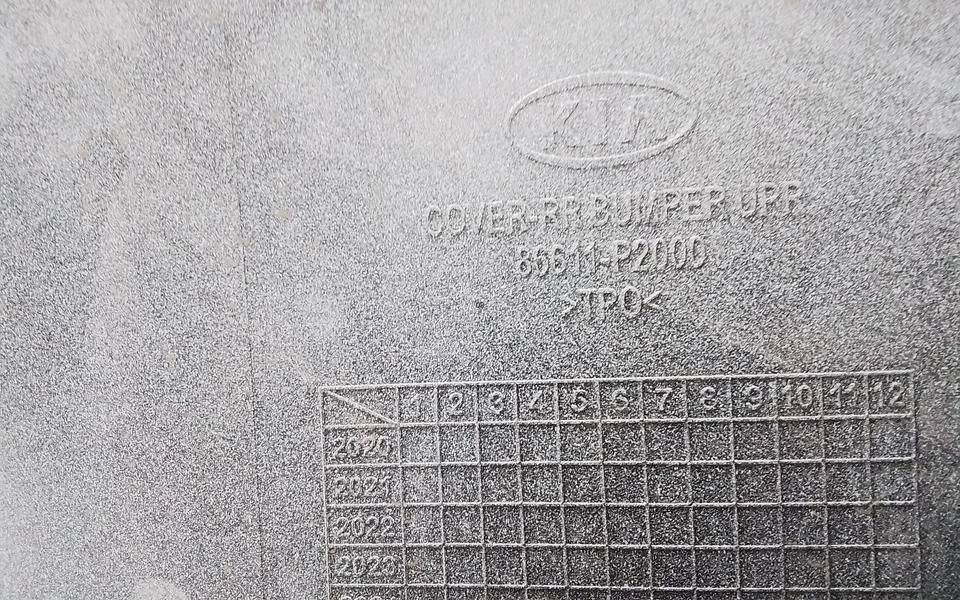 KIA
COVER-RR BUMPER UPR
86611-P2000
>TPO<
1 2 3 4 5 6 7 8 9 10 11 12
2020
2021
2022
2023